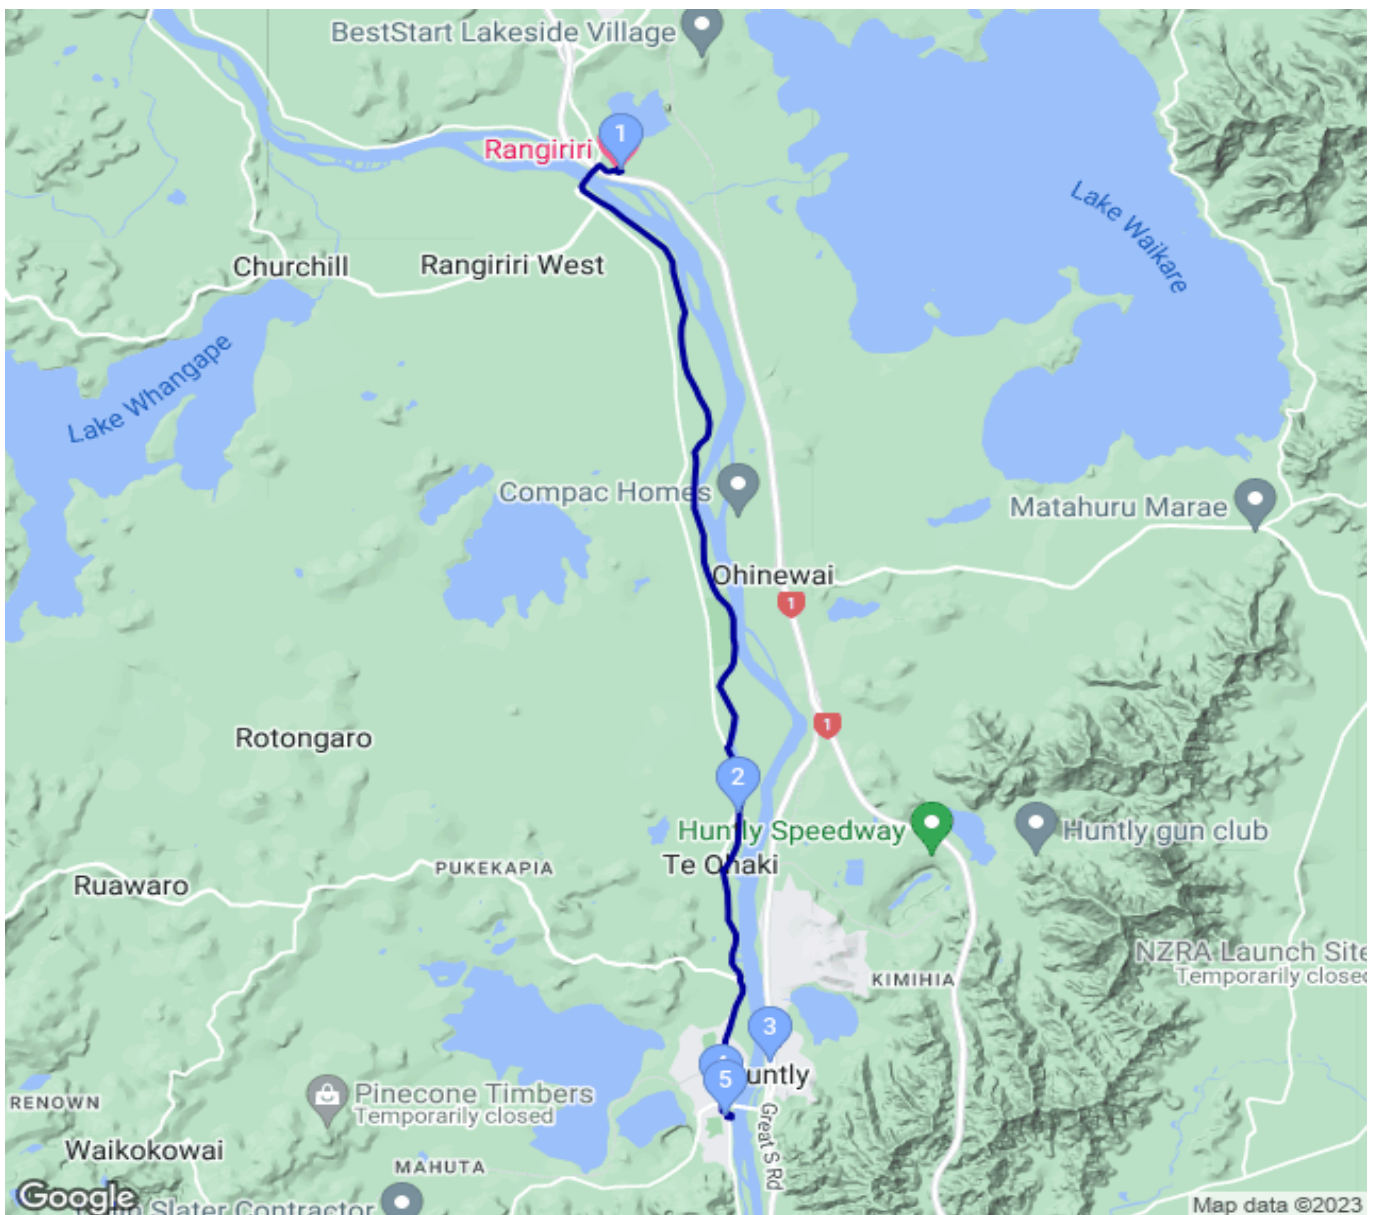 BestStart Lakeside Village
1
Rangiriri
Lake Waikare
Churchill
Rangiriri West
Lake Whangape
Compac Homes
Matahuru Marae
Ohinewai
1
1
Rotongaro
2
Huntly Speedway
Huntly gun club
Te Ohaki
PUKEKAPIA
Ruawaro
NZRA Launch Site
Temporarily closed
KIMIHIA
3
5
untly
Pinecone Timbers
Temporarily closed
RENOWN
Great S Rd
Waikokowai
MAHUTA
Google
Slater Contractor
Map data ©2023